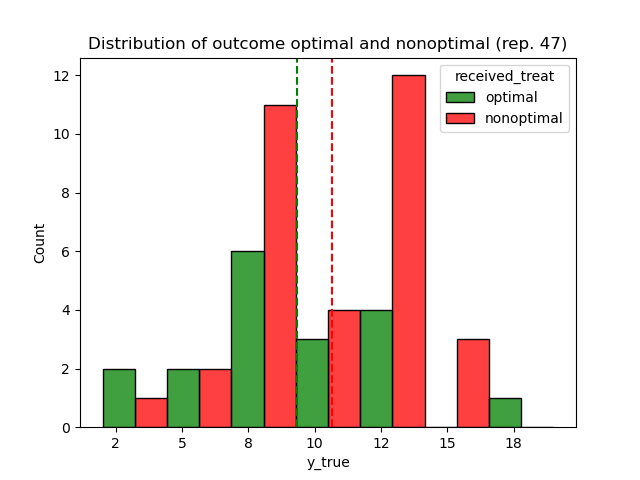 Distribution of outcome optimal and nonoptimal (rep. 47)
received_treat
optimal
nonoptimal
12
10
8
6
4
2
0
Count
2 5 8 10 12 15 18
y_true